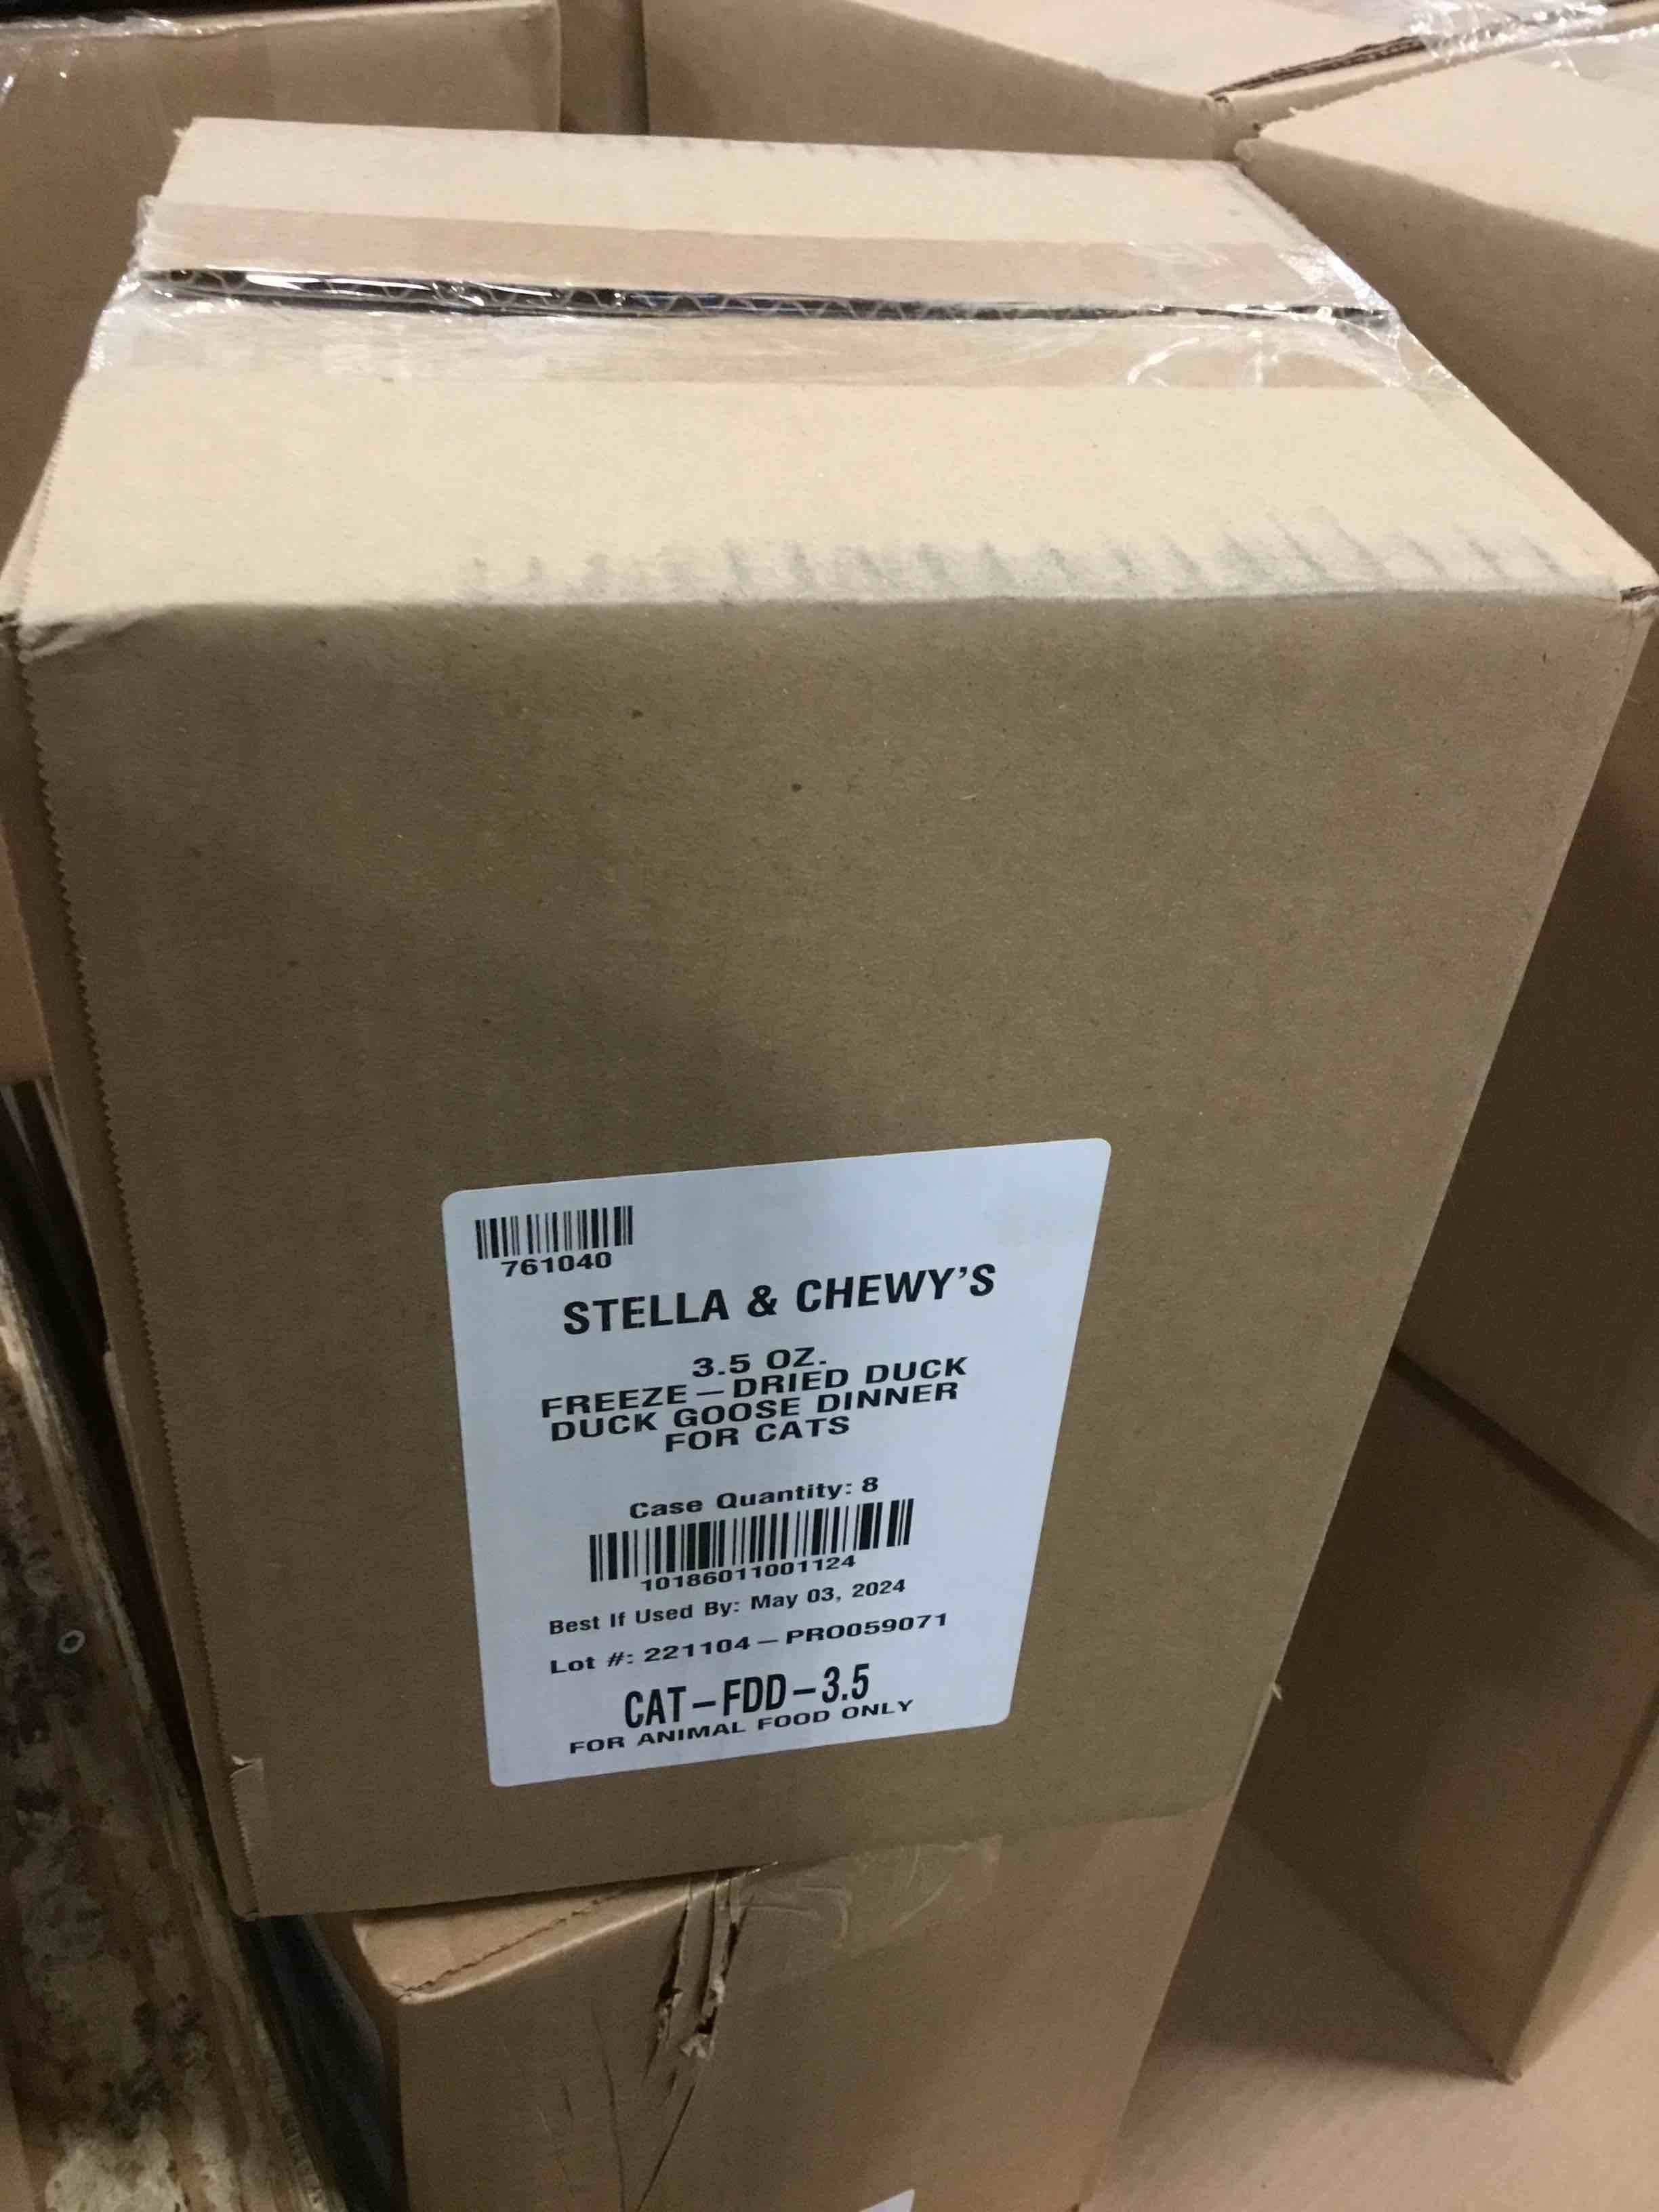 761040
STELLA & CHEWY'S
3.5 OZ.
FREEZE-DRIED DUCK
DUCK GOOSE DINNER
FOR CATS
Case Quantity: 8
10186011001124
Best If Used By: May 03, 2024
Lot #: 221104-PRO059071
CAT-FDD-3.5
FOR ANIMAL FOOD ONLY